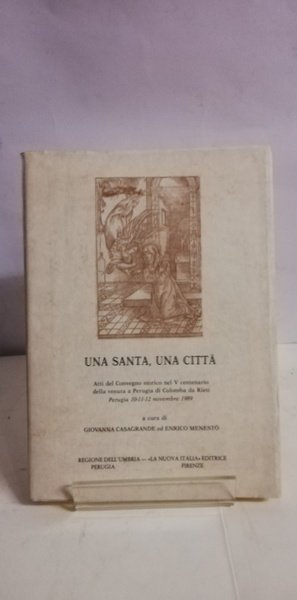 UNA SANTA, UNA CITTÀ
Atti del Convegno storico nel V centenario
della venuta a Perugia di Colomba da Rieti
Perugia 10-11-12 novembre 1989
a cura di
GIOVANNA CASAGRANDE ed ENRICO MENESTÒ
REGIONE DELL'UMBRIA — «LA NUOVA ITALIA» EDITRICE
PERUGIA FIRENZE